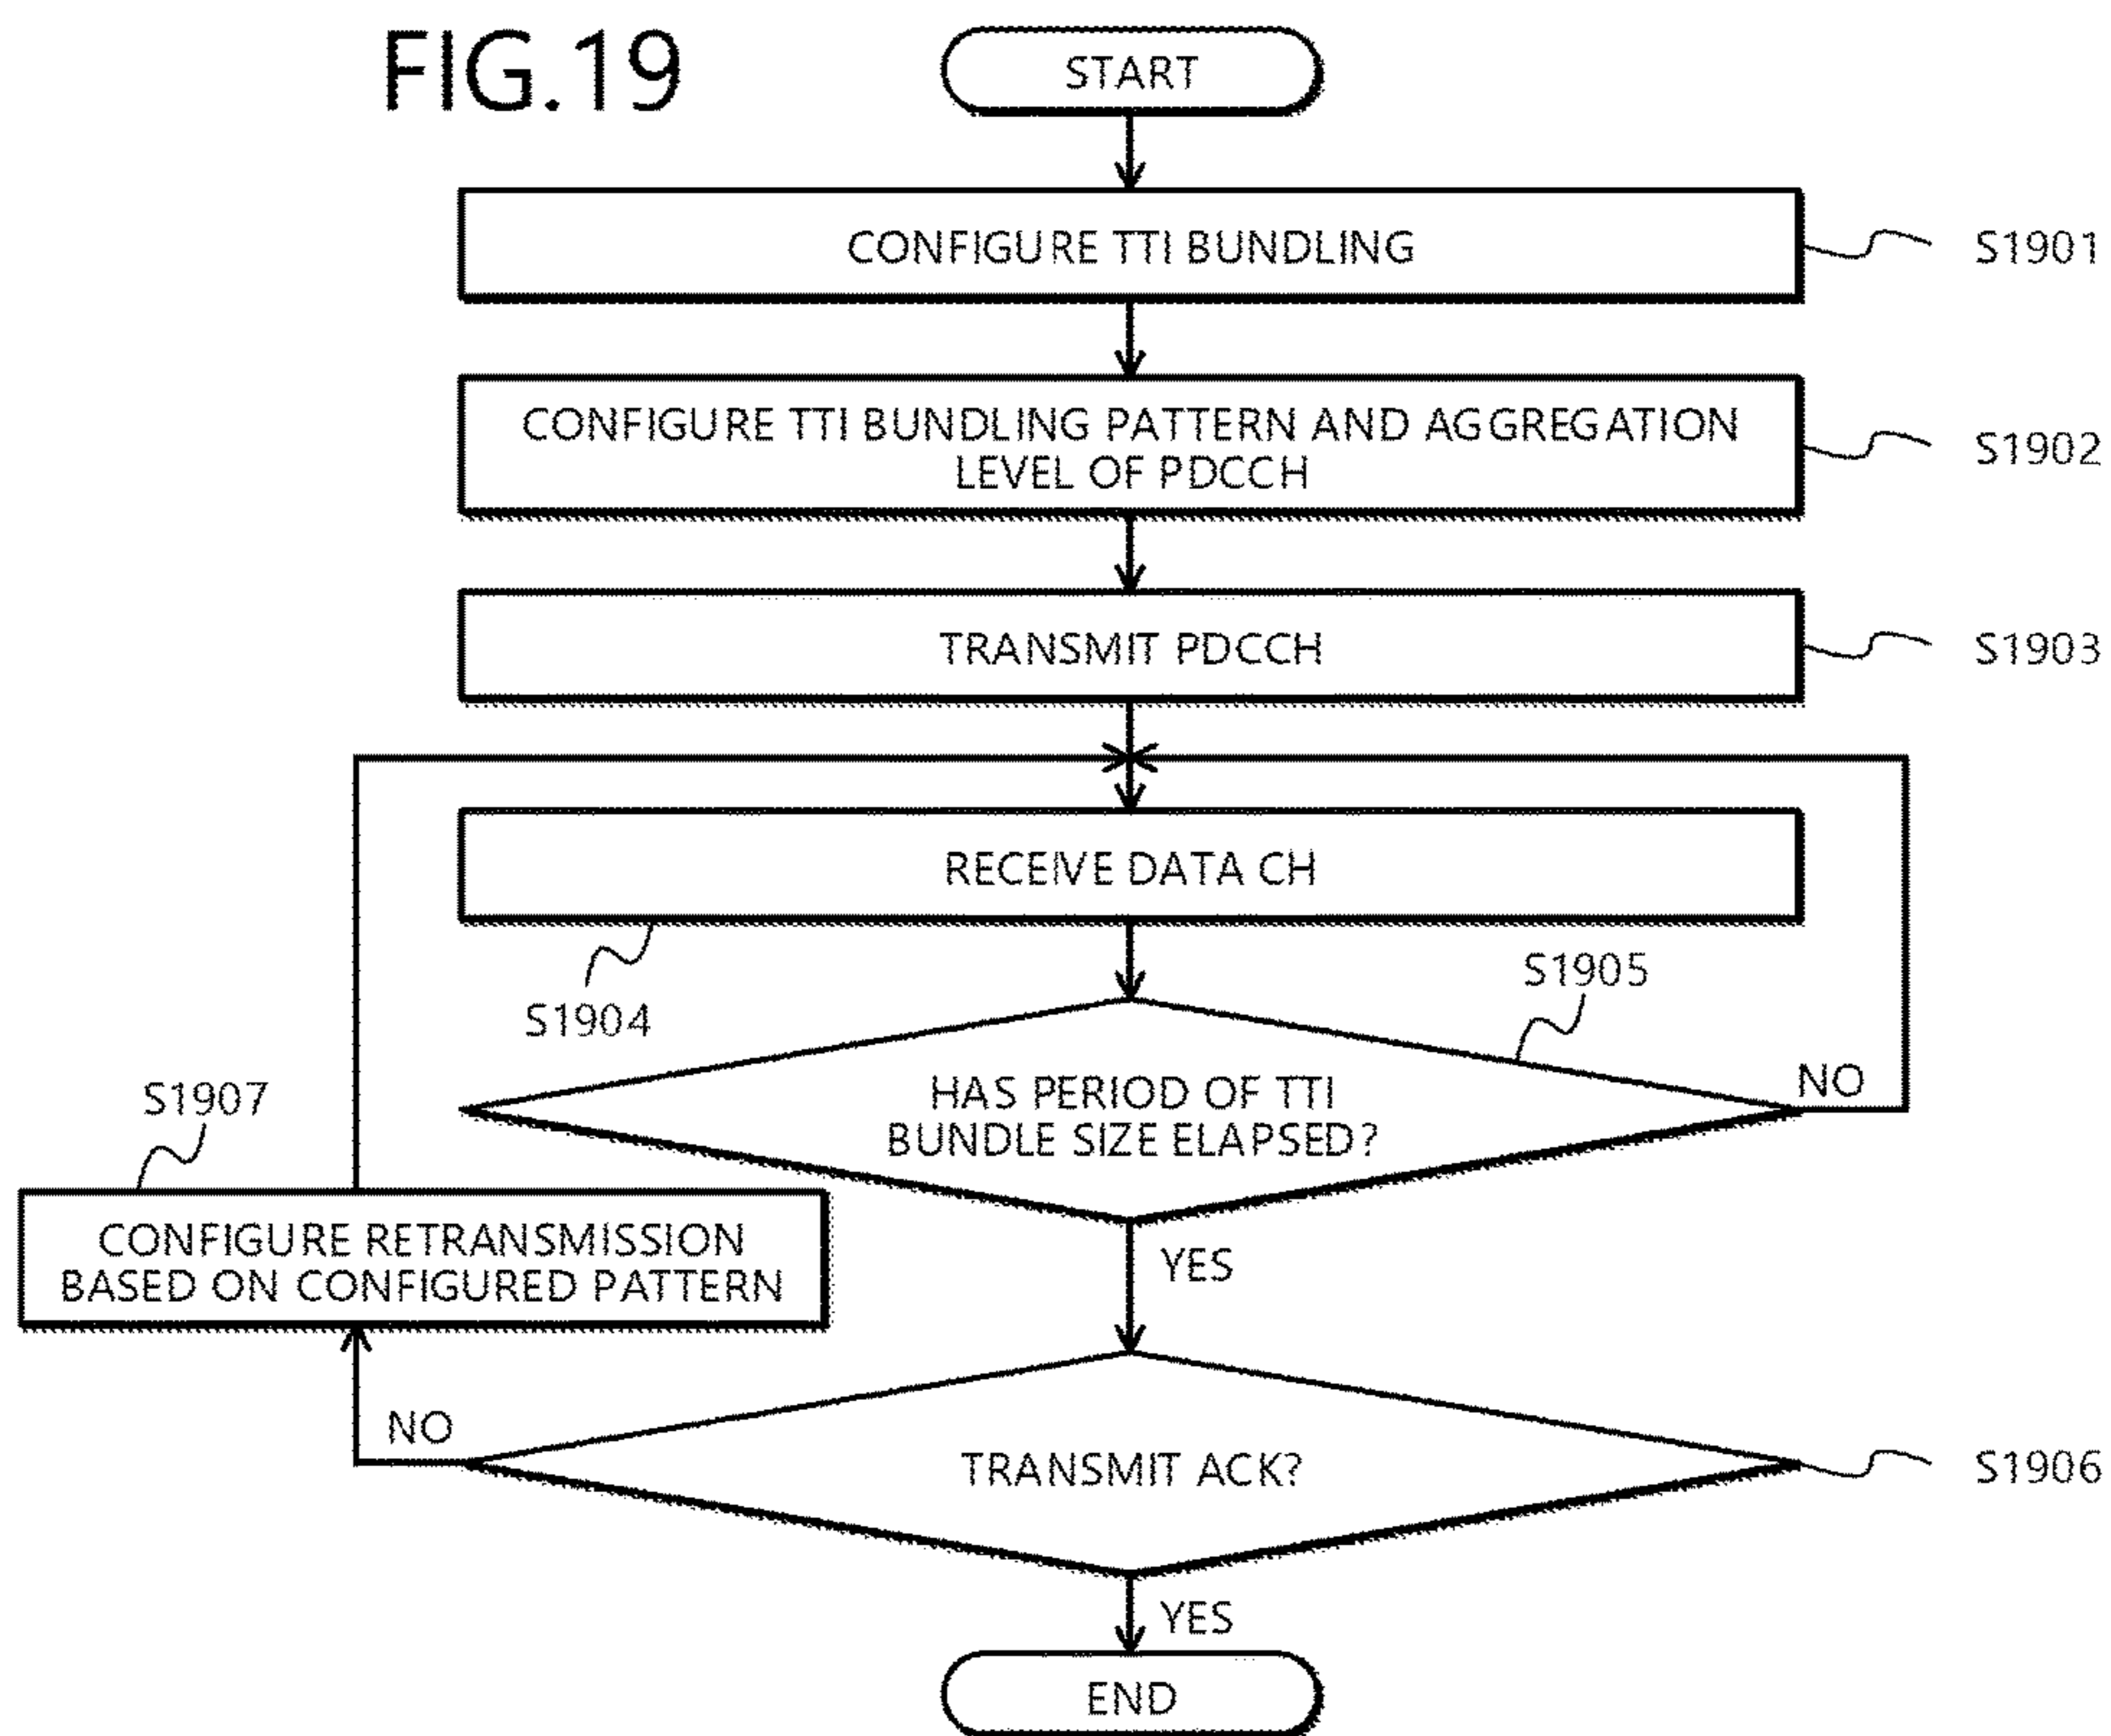 FIG.19
START
CONFIGURE TTI BUNDLING
S1901
CONFIGURE TTI BUNDLING PATTERN AND AGGREGATION
LEVEL OF PDCCH
S1902
TRANSMIT PDCCH
S1903
RECEIVE DATA CH
S1904
S1905
HAS PERIOD OF TTI
BUNDLE SIZE ELAPSED?
NO
YES
S1907
CONFIGURE RETRANSMISSION
BASED ON CONFIGURED PATTERN
NO
TRANSMIT ACK?
S1906
YES
END